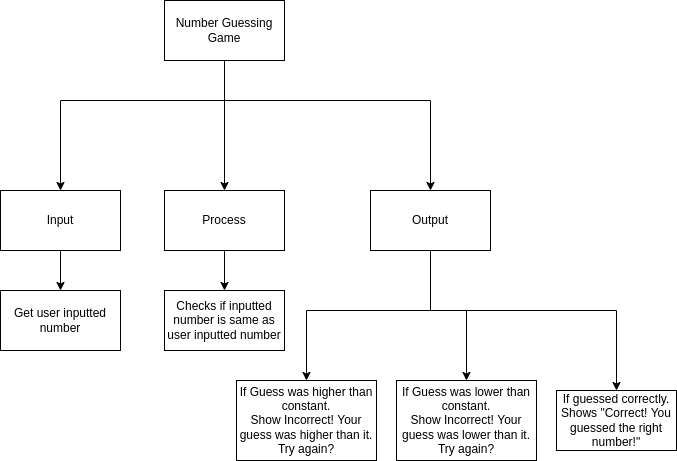 Number Guessing
Game
Input
Process
Output
Get user inputted
number
Checks if inputted
number is same as
user inputted number
If Guess was higher than
constant.
Show Incorrect! Your
guess was higher than it.
Try again?
If Guess was lower than
constant.
Show Incorrect! Your
guess was lower than it.
Try again?
If guessed correctly.
Shows "Correct! You
guessed the right
number!"